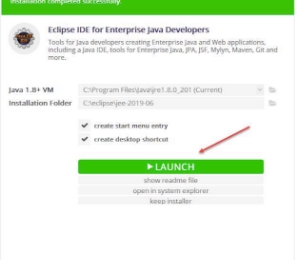 Installation completed successfully.
Eclipse IDE for Enterprise Java Developers
Tools for Java developers creating Enterprise Java and Web applications,
including a Java IDE, tools for Enterprise Java, JPA, JSF, Mylyn, Maven, Git and
more.
Java 1.8+ VM C:\Program Files\Java\jre1.8.0_201 (Current)
Installation Folder C:\eclipse\jee-2019-06
create start menu entry
create desktop shortcut
LAUNCH
show readme file
open in system explorer
keep installer